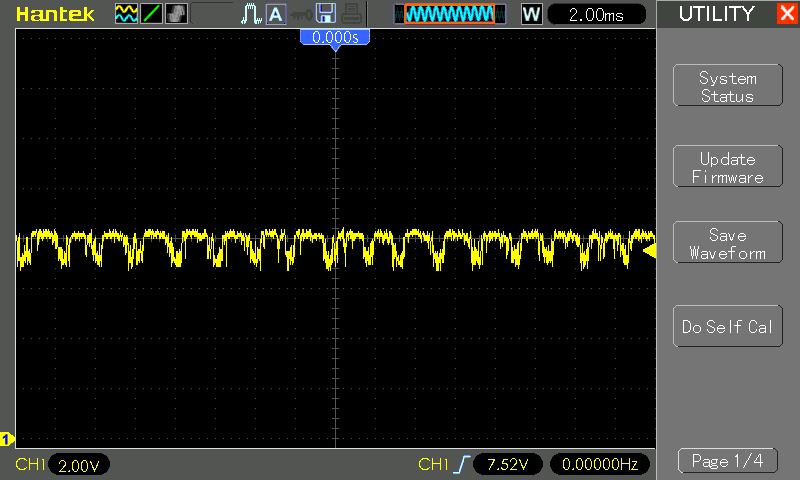 Hantek
A
W
2.00ms
UTILITY
X
0.000s
System
Status
Update
Firmware
Save
Waveform
Do Self Cal
1
CH1
2.00V
CH1
7.52V
0.00000Hz
Page 1/4